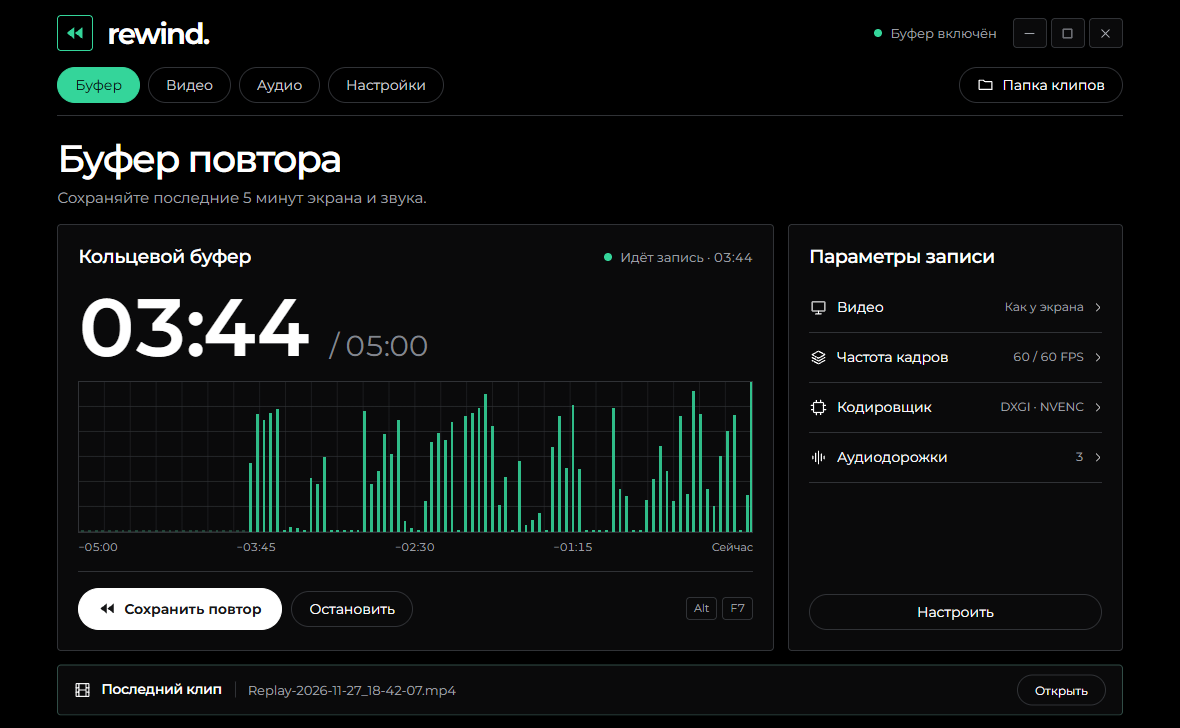 rewind.
Буфер включён
Буфер
Видео
Аудио
Настройки
Папка клипов
Буфер повтора
Сохраняйте последние 5 минут экрана и звука.
Кольцевой буфер
Идёт запись · 03:44
03:44 / 05:00
−05:00
−03:45
−02:30
−01:15
Сейчас
Сохранить повтор
Остановить
Alt
F7
Параметры записи
Видео
Как у экрана
Частота кадров
60 / 60 FPS
Кодировщик
DXGI · NVENC
Аудиодорожки
3
Настроить
Последний клип
Replay-2026-11-27_18-42-07.mp4
Открыть